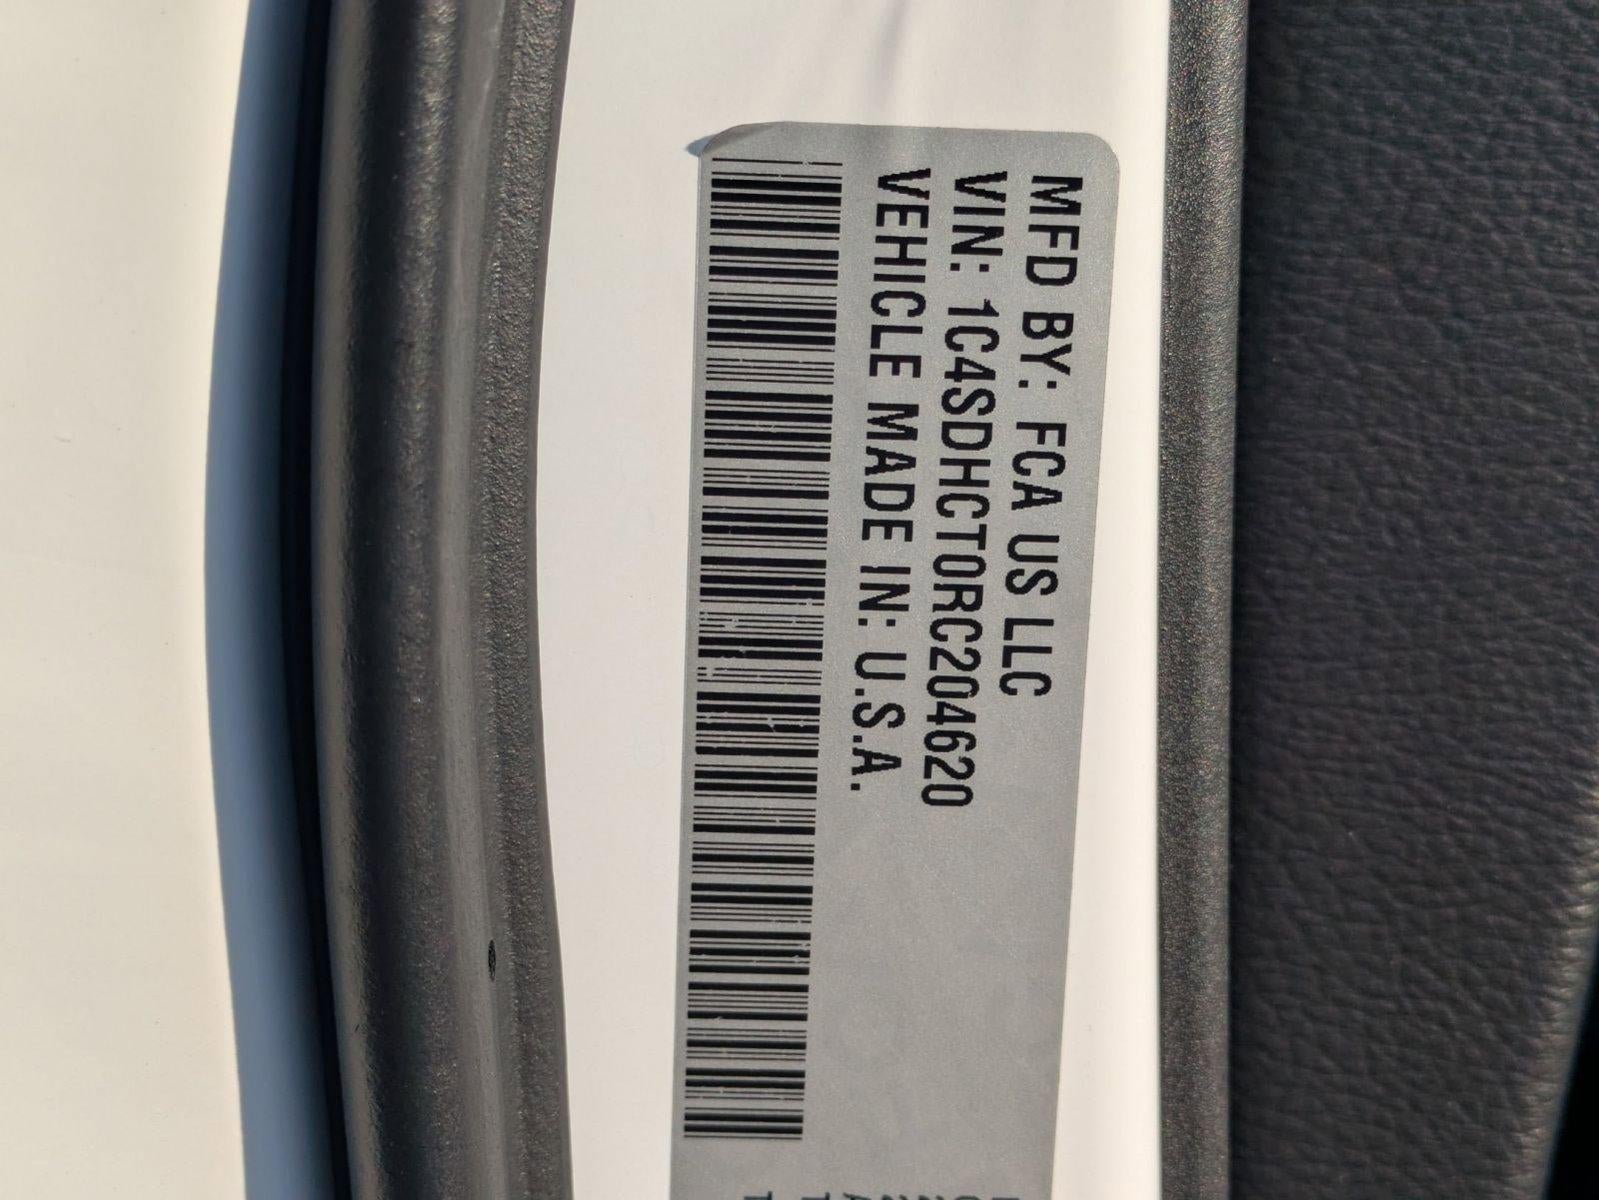 MFD BY: FCA US LLC
VIN: 1C4SDHCT0RC204620
VEHICLE MADE IN: U.S.A.